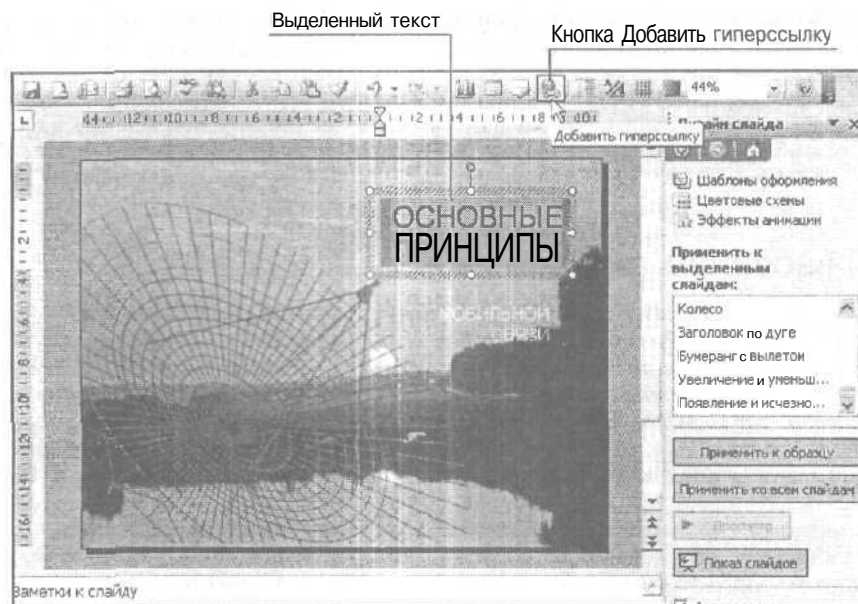 Выделенный текст
Кнопка Добавить гиперссылку
44%
Добавить гиперссылку
слайда
Шаблоны оформления
Цветовые схемы
Эффекты анимации
Применить к
выделенным
слайдам:
Колесо
Заголовок по дуге
Бумеранг с вылетом
Увеличение и уменьш...
Появление и исчезно...
Применить к образцу
Применить ко всем слайдам
Просмотр
Показ слайдов
ОСНОВНЫЕ
ПРИНЦИПЫ
МОБИЛЬНОЙ
СВЯЗИ
Заметки к слайду